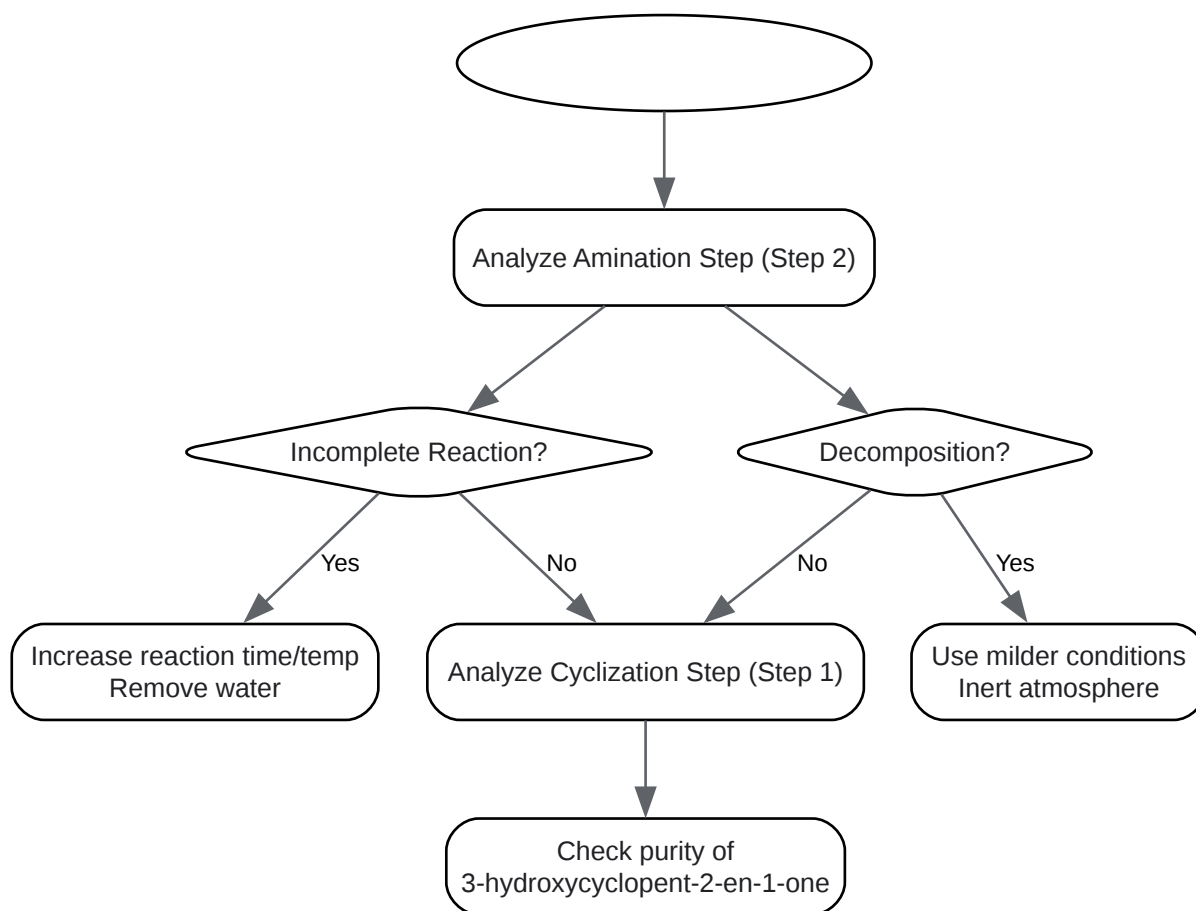 Analyze Amination Step (Step 2)
Incomplete Reaction?
Decomposition?
Yes
No
No
Yes
Increase reaction time/temp
Remove water
Analyze Cyclization Step (Step 1)
Use milder conditions
Inert atmosphere
Check purity of
3-hydroxycyclopent-2-en-1-one